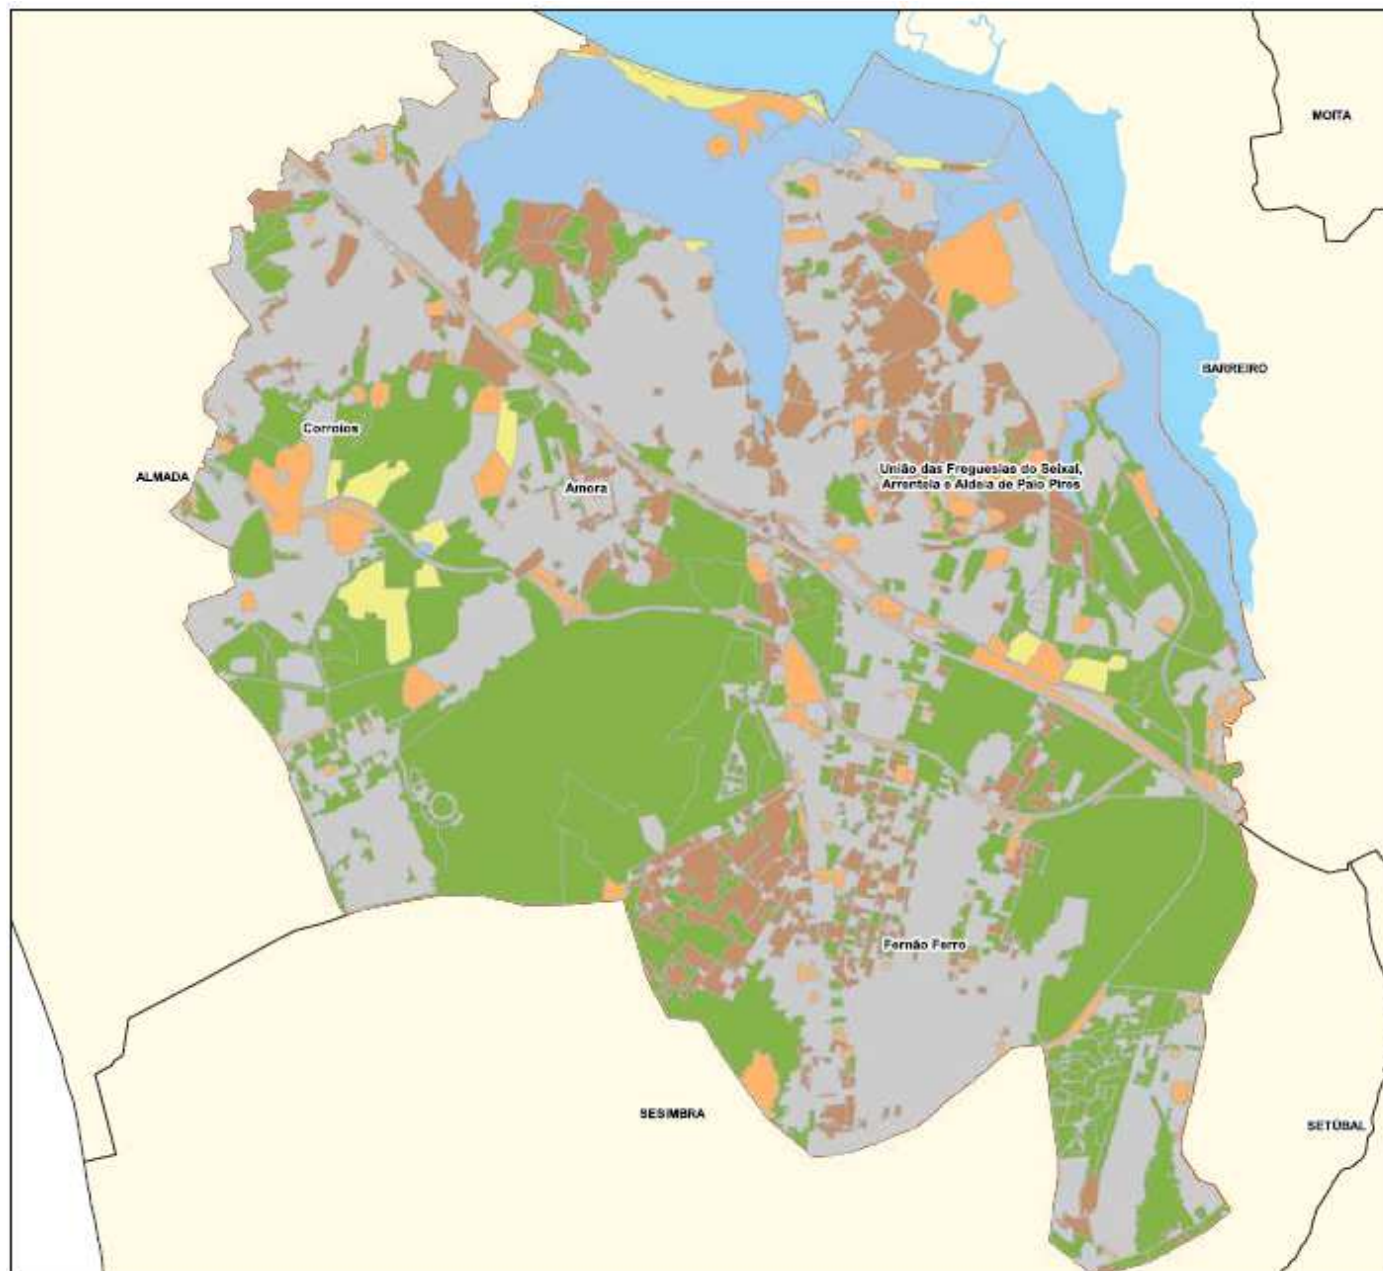 MOITA
BARREIRO
Corroios
ALMADA
União das Freguesias do Seixal,
Arrentela e Aldeia de Paio Pires
Amora
Fernão Ferro
SESIMBRA
SETÚBAL